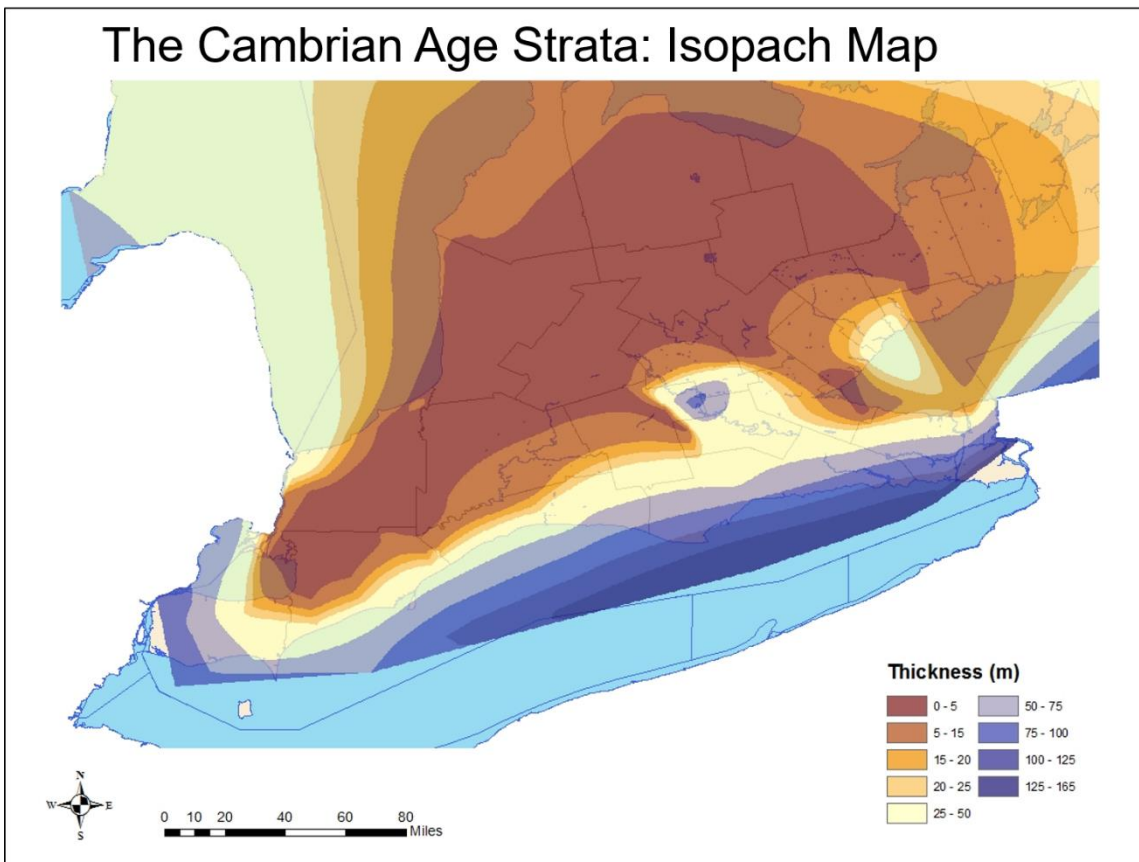 The Cambrian Age Strata: Isopach Map
Thickness (m)
0 - 5
5 - 15
15 - 20
20 - 25
25 - 50
50 - 75
75 - 100
100 - 125
125 - 165
N
W E
S
0 10 20 40 60 80
Miles